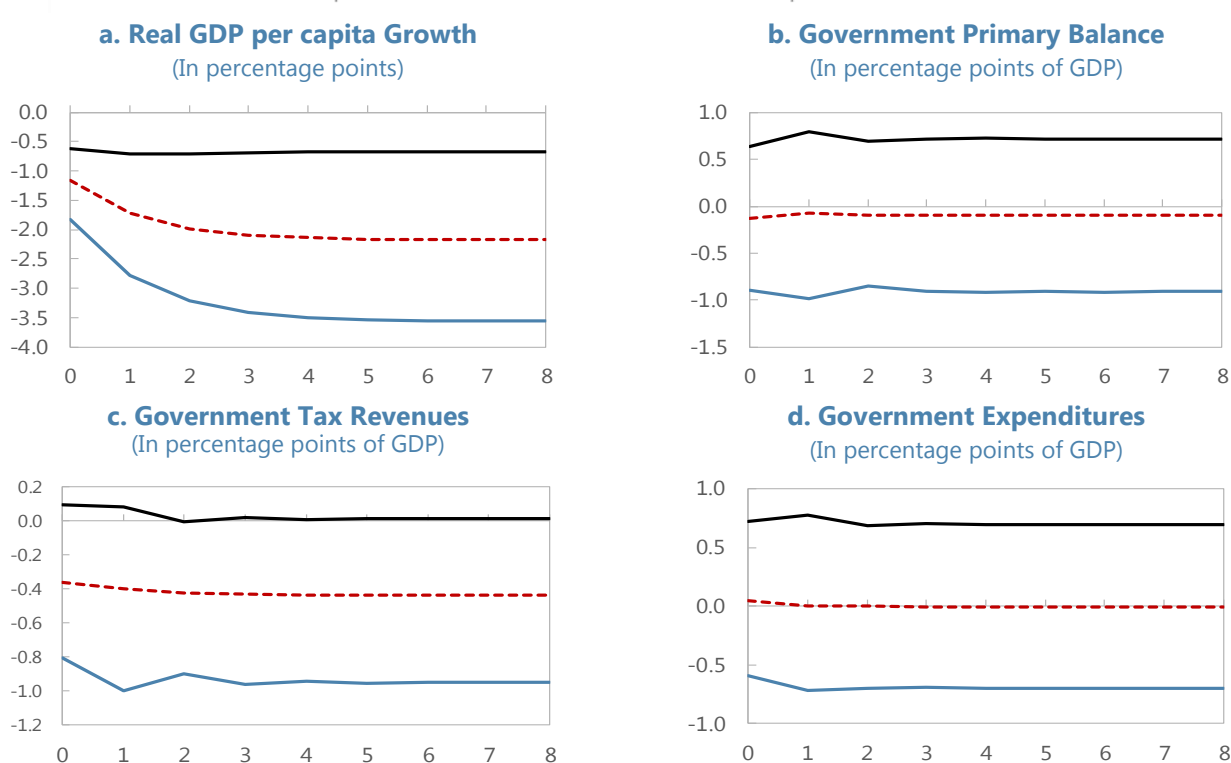 a. Real GDP per capita Growth
(In percentage points)
0.0
-0.5
-1.0
-1.5
-2.0
-2.5
-3.0
-3.5
-4.0
0 1 2 3 4 5 6 7 8
b. Government Primary Balance
(In percentage points of GDP)
1.0
0.5
0.0
-0.5
-1.0
-1.5
0 1 2 3 4 5 6 7 8
c. Government Tax Revenues
(In percentage points of GDP)
0.2
0.0
-0.2
-0.4
-0.6
-0.8
-1.0
-1.2
0 1 2 3 4 5 6 7 8
d. Government Expenditures
(In percentage points of GDP)
1.0
0.5
0.0
-0.5
-1.0
0 1 2 3 4 5 6 7 8